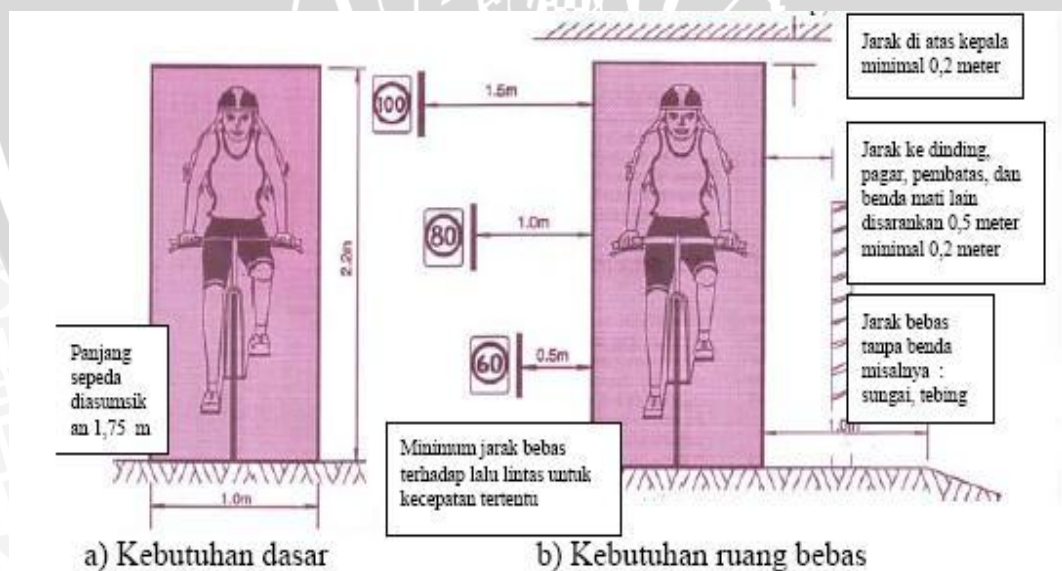 Jarak di atas kepala
minimal 0,2 meter
100
1.5m
Jarak ke dinding,
pagar, pembatas, dan
benda mati lain
disarankan 0,5 meter
minimal 0,2 meter
80
1.0m
2.2m
60
0.5m
Jarak bebas
tanpa benda
misalnya :
sungai, tebing
Panjang
sepeda
diasumsik
an 1,75 m
1.0m
Minimum jarak bebas
terhadap lalu lintas untuk
kecepatan tertentu
1.0m
a) Kebutuhan dasar
b) Kebutuhan ruang bebas